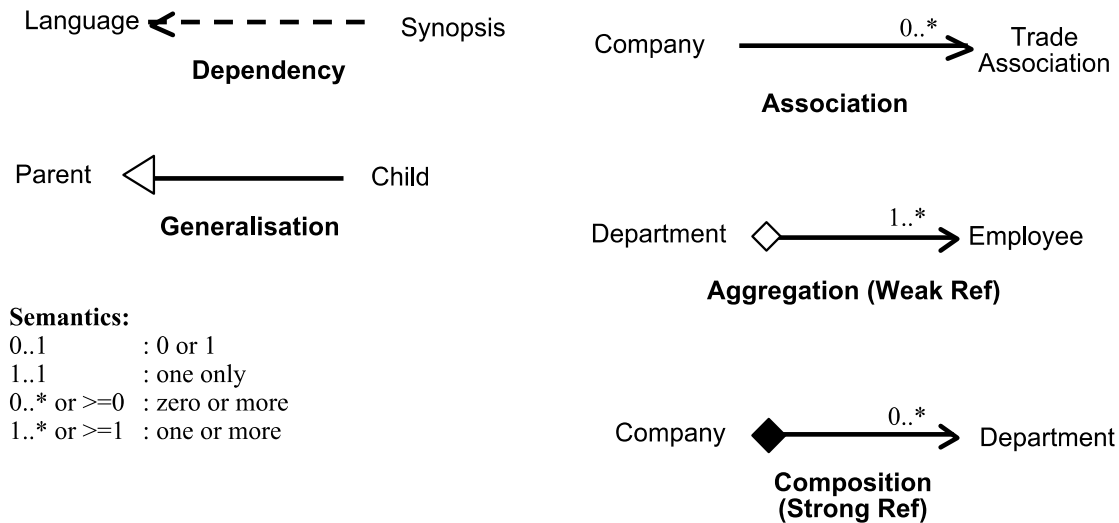 Language
Synopsis
Dependency
Parent
Child
Generalisation
Semantics:
0..1 : 0 or 1
1..1 : one only
0..* or >=0 : zero or more
1..* or >=1 : one or more
Company
0..*
Trade
Association
Association
Department
1..*
Employee
Aggregation (Weak Ref)
Company
0..*
Department
Composition
(Strong Ref)